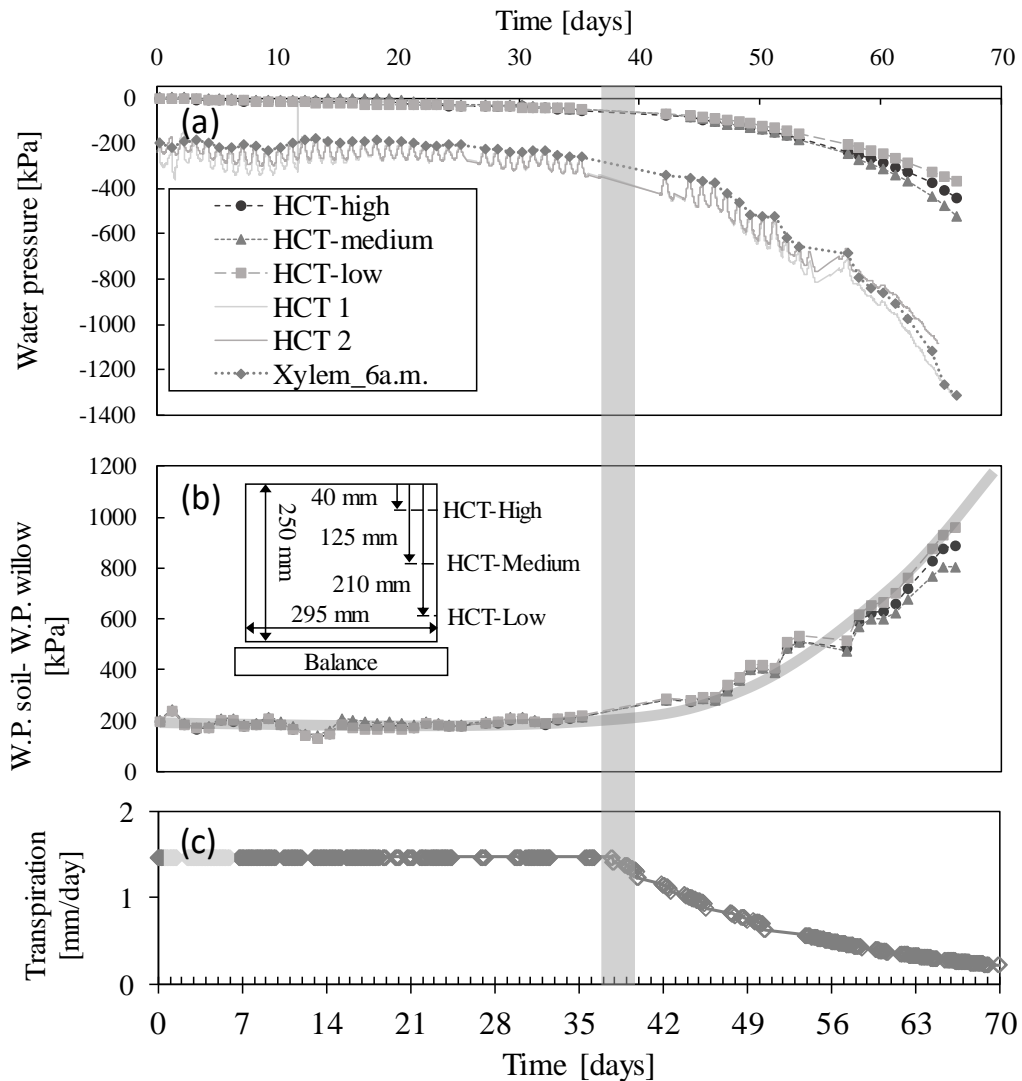 Time [days]
0 10 20 30 40 50 60 70
Water pressure [kPa]
0
-200
-400
-600
-800
-1000
-1200
-1400
(a)
HCT-high
HCT-medium
HCT-low
HCT 1
HCT 2
Xylem_6a.m.
W.P. soil- W.P. willow
[kPa]
1200
1000
800
600
400
200
0
(b)
250 mm
40 mm
HCT-High
125 mm
HCT-Medium
210 mm
295 mm
HCT-Low
Balance
Transpiration
[mm/day]
2
1
0
(c)
0 7 14 21 28 35 42 49 56 63 70
Time [days]